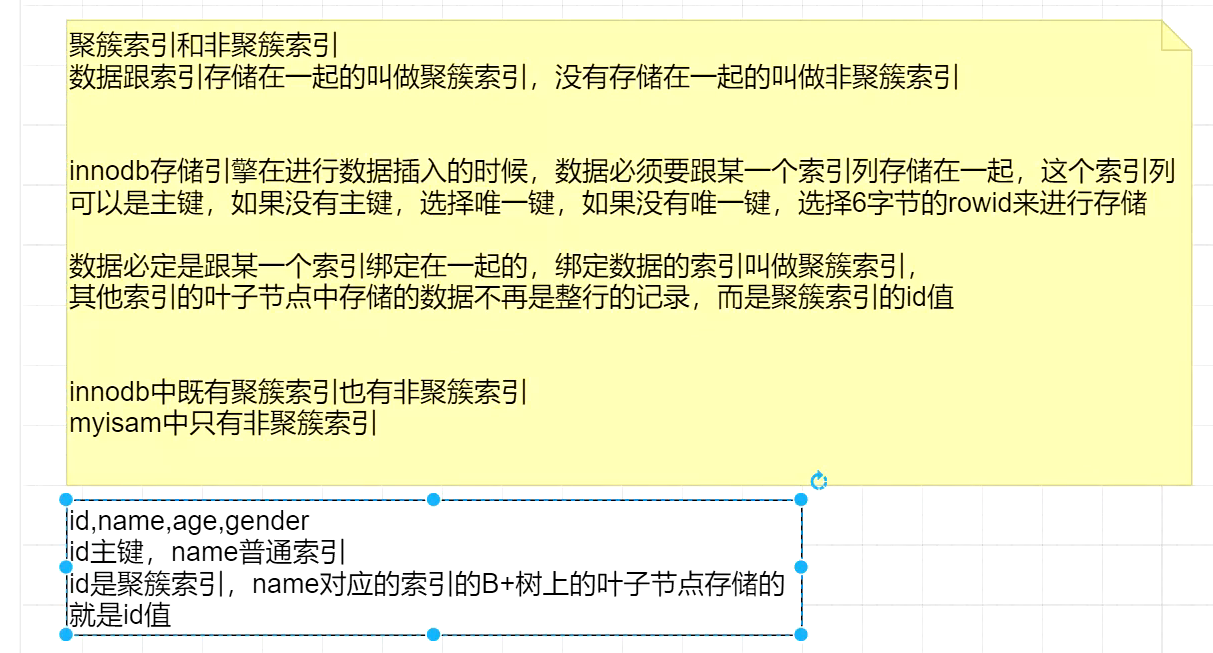 聚簇索引和非聚簇索引
数据跟索引存储在一起的叫做聚簇索引，没有存储在一起的叫做非聚簇索引
innodb存储引擎在进行数据插入的时候，数据必须要跟某一个索引列存储在一起，这个索引列
可以是主键，如果没有主键，选择唯一键，如果没有唯一键，选择6字节的rowid来进行存储
数据必定是跟某一个索引绑定在一起的，绑定数据的索引叫做聚簇索引，
其他索引的叶子节点中存储的数据不再是整行的记录，而是聚簇索引的id值
innodb中既有聚簇索引也有非聚簇索引
myisam中只有非聚簇索引
id,name,age,gender
id主键，name普通索引
id是聚簇索引，name对应的索引的B+树上的叶子节点存储的
就是id值